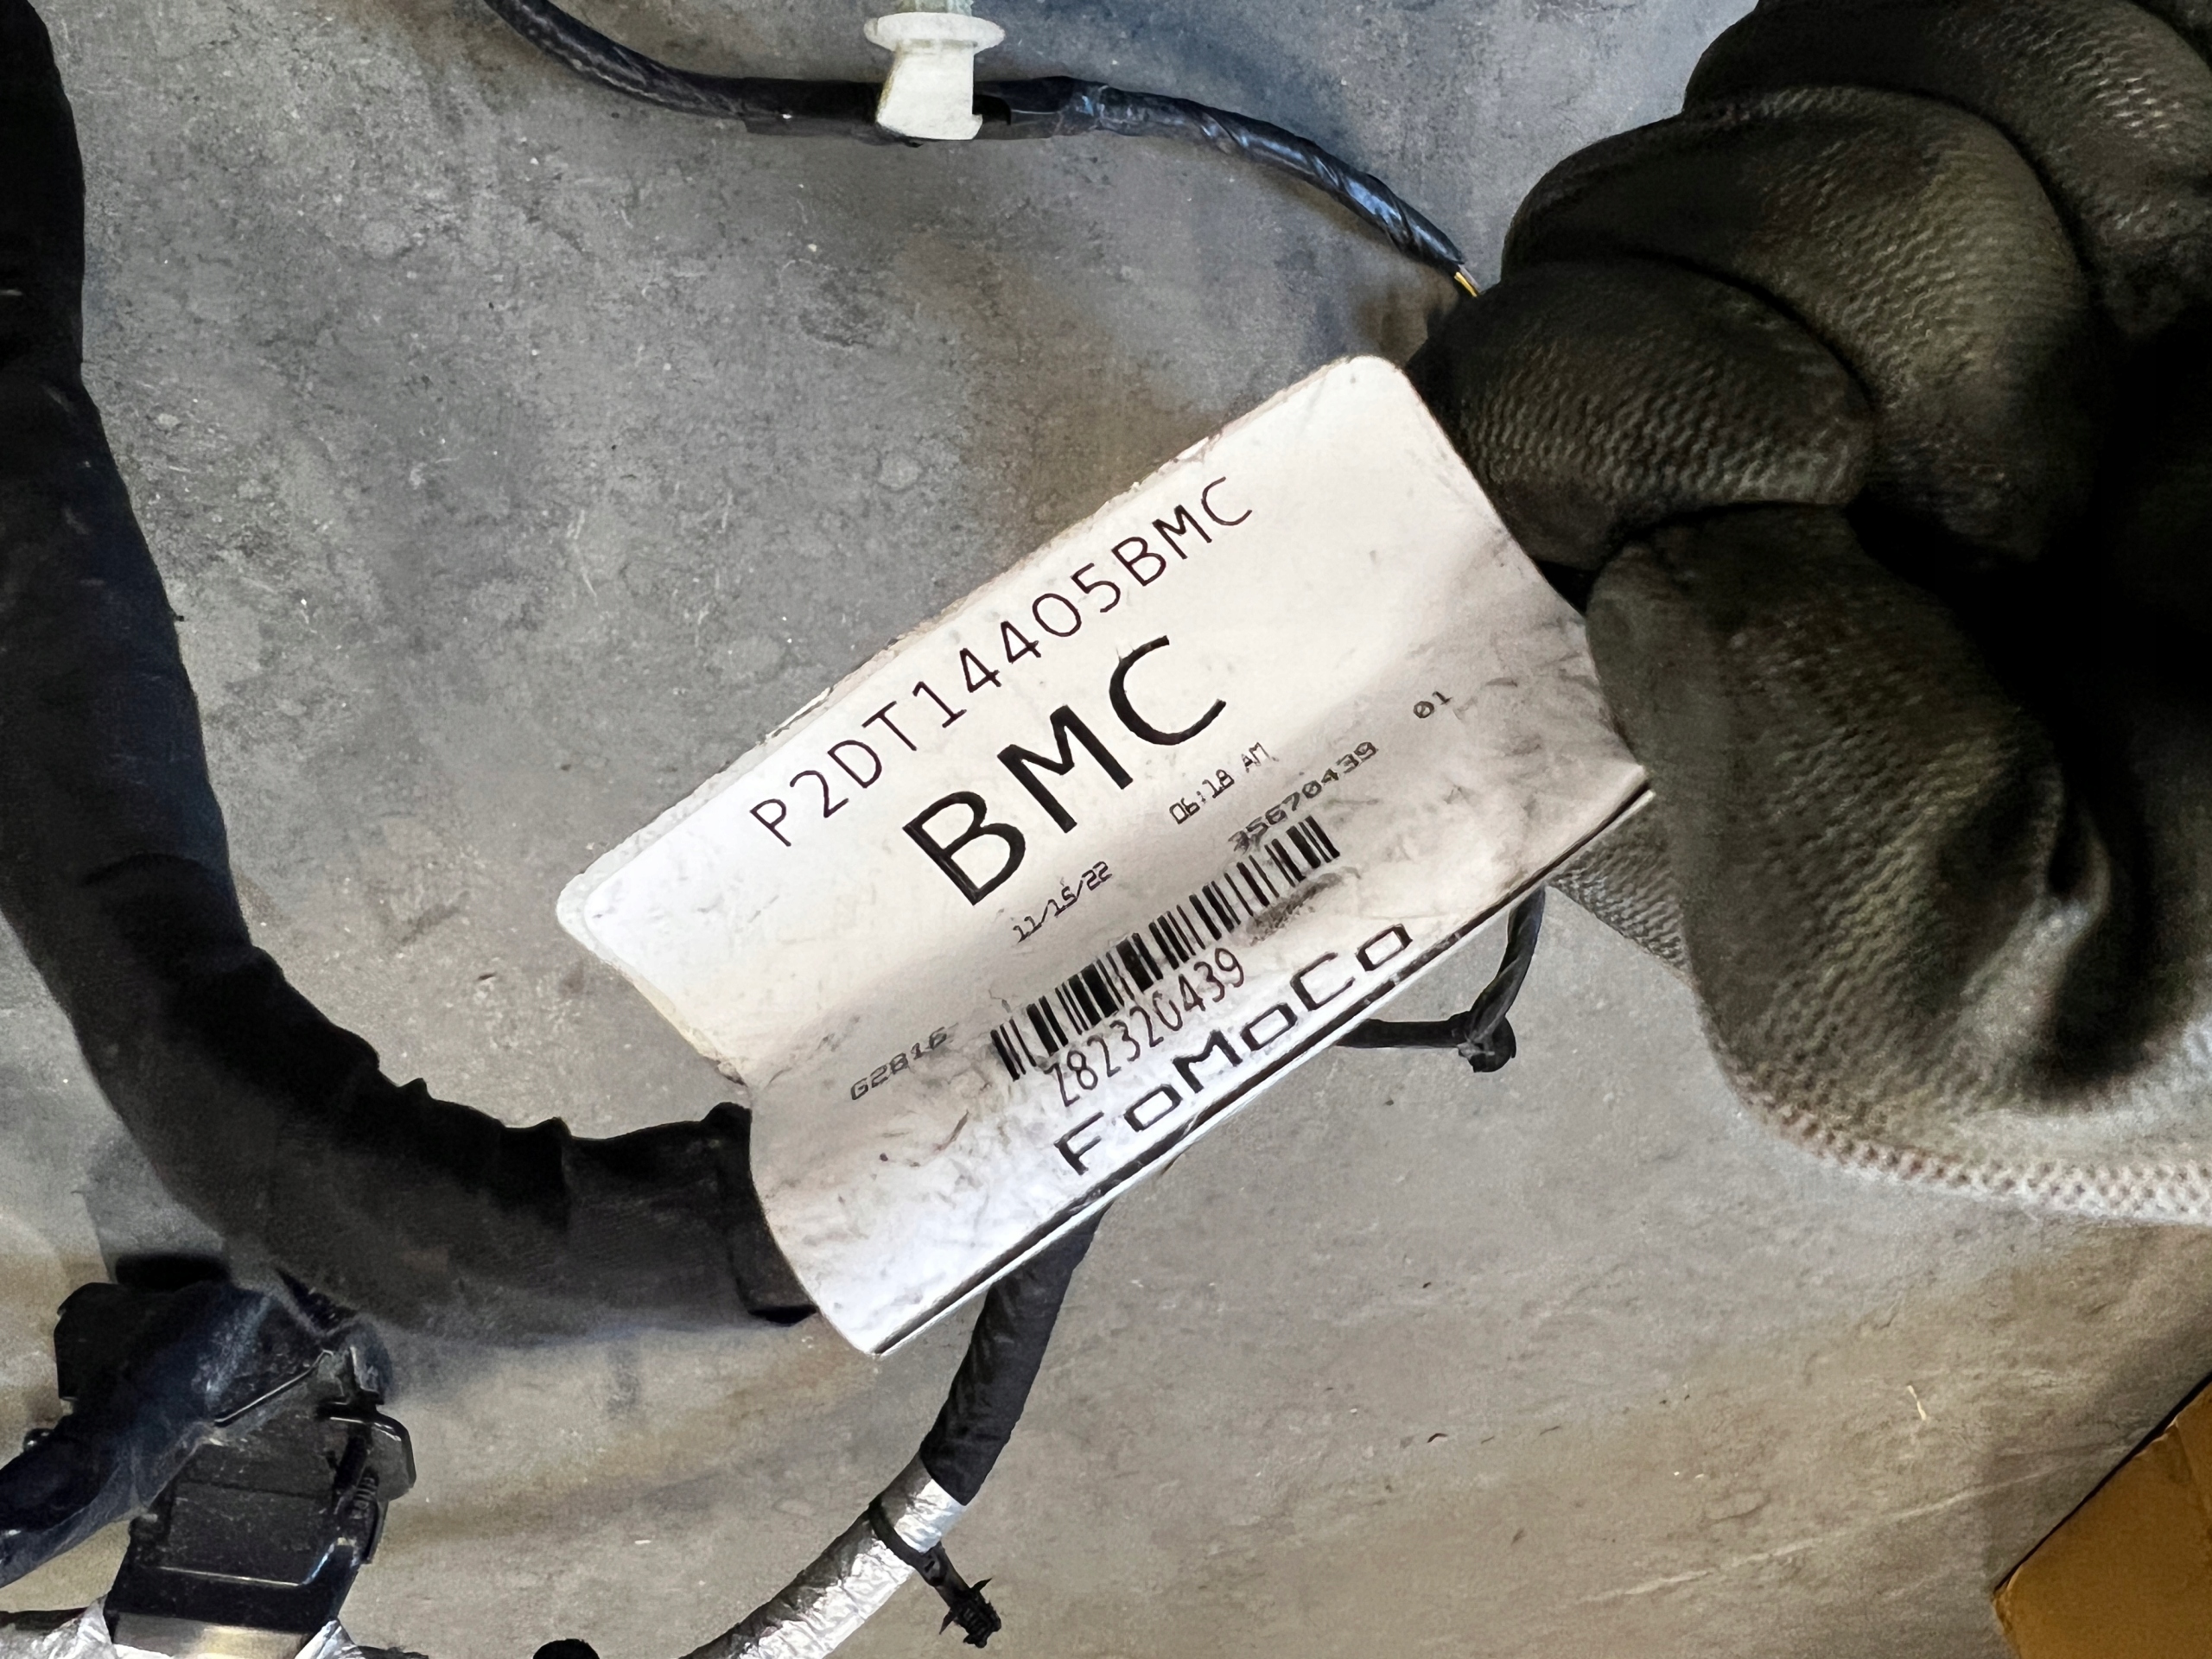 P2DT14405BMC
BMC
11/15/22 06:18 AM
35670439 01
G2816
Z82320439
FoMoCo